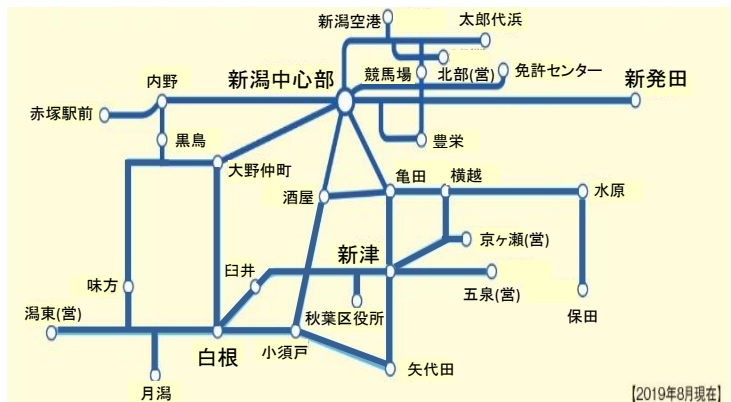 新潟空港
太郎代浜
新潟中心部
競馬場
北部(営)
免許センター
新発田
内野
赤塚駅前
黒鳥
豊栄
大野仲町
酒屋
亀田
横越
水原
京ヶ瀬(営)
新津
臼井
味方
五泉(営)
秋葉区役所
保田
潟東(営)
白根
小須戸
矢代田
月潟
【2019年8月現在】